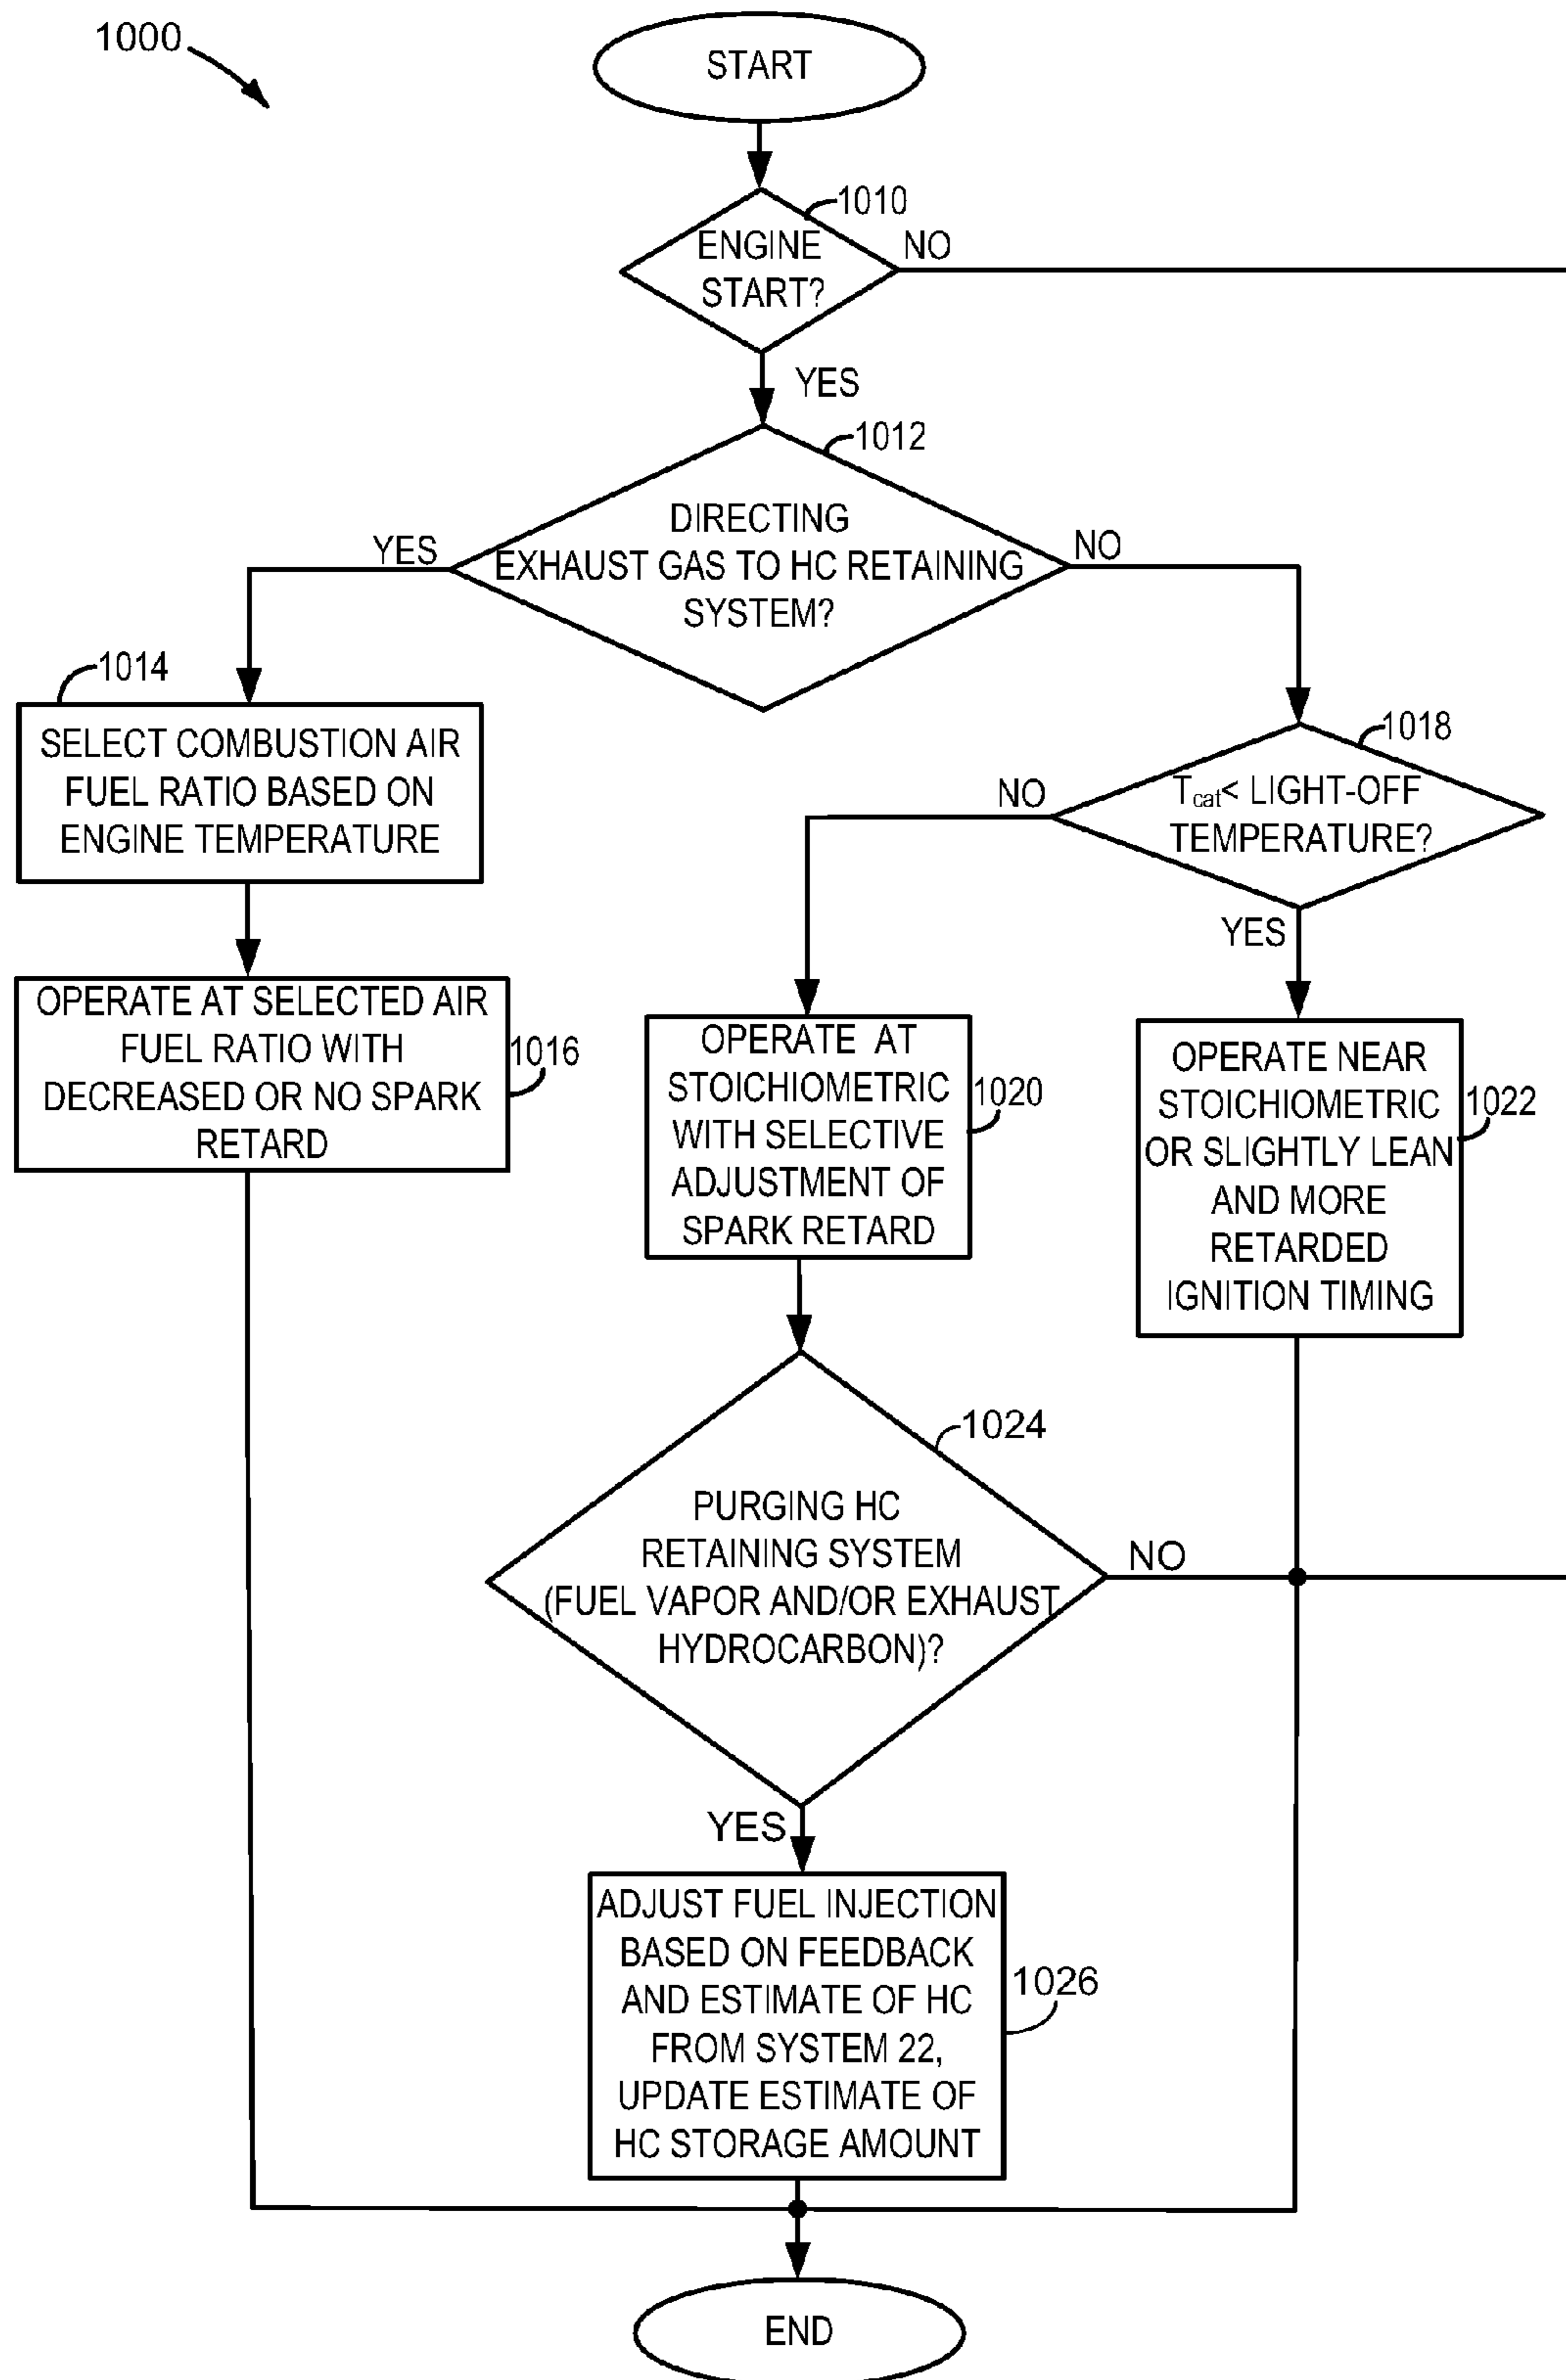 1000
START
1010
ENGINE
START?
NO
YES
1012
DIRECTING
EXHAUST GAS TO HC RETAINING
SYSTEM?
YES
NO
1014
SELECT COMBUSTION AIR
FUEL RATIO BASED ON
ENGINE TEMPERATURE
1018
Tcat< LIGHT-OFF
TEMPERATURE?
NO
YES
OPERATE AT SELECTED AIR
FUEL RATIO WITH
DECREASED OR NO SPARK
RETARD
1016
OPERATE AT
STOICHIOMETRIC
WITH SELECTIVE
ADJUSTMENT OF
SPARK RETARD
1020
OPERATE NEAR
STOICHIOMETRIC
OR SLIGHTLY LEAN
AND MORE
RETARDED
IGNITION TIMING
1022
1024
PURGING HC
RETAINING SYSTEM
(FUEL VAPOR AND/OR EXHAUST
HYDROCARBON)?
NO
YES
ADJUST FUEL INJECTION
BASED ON FEEDBACK
AND ESTIMATE OF HC
FROM SYSTEM 22,
UPDATE ESTIMATE OF
HC STORAGE AMOUNT
1026
END